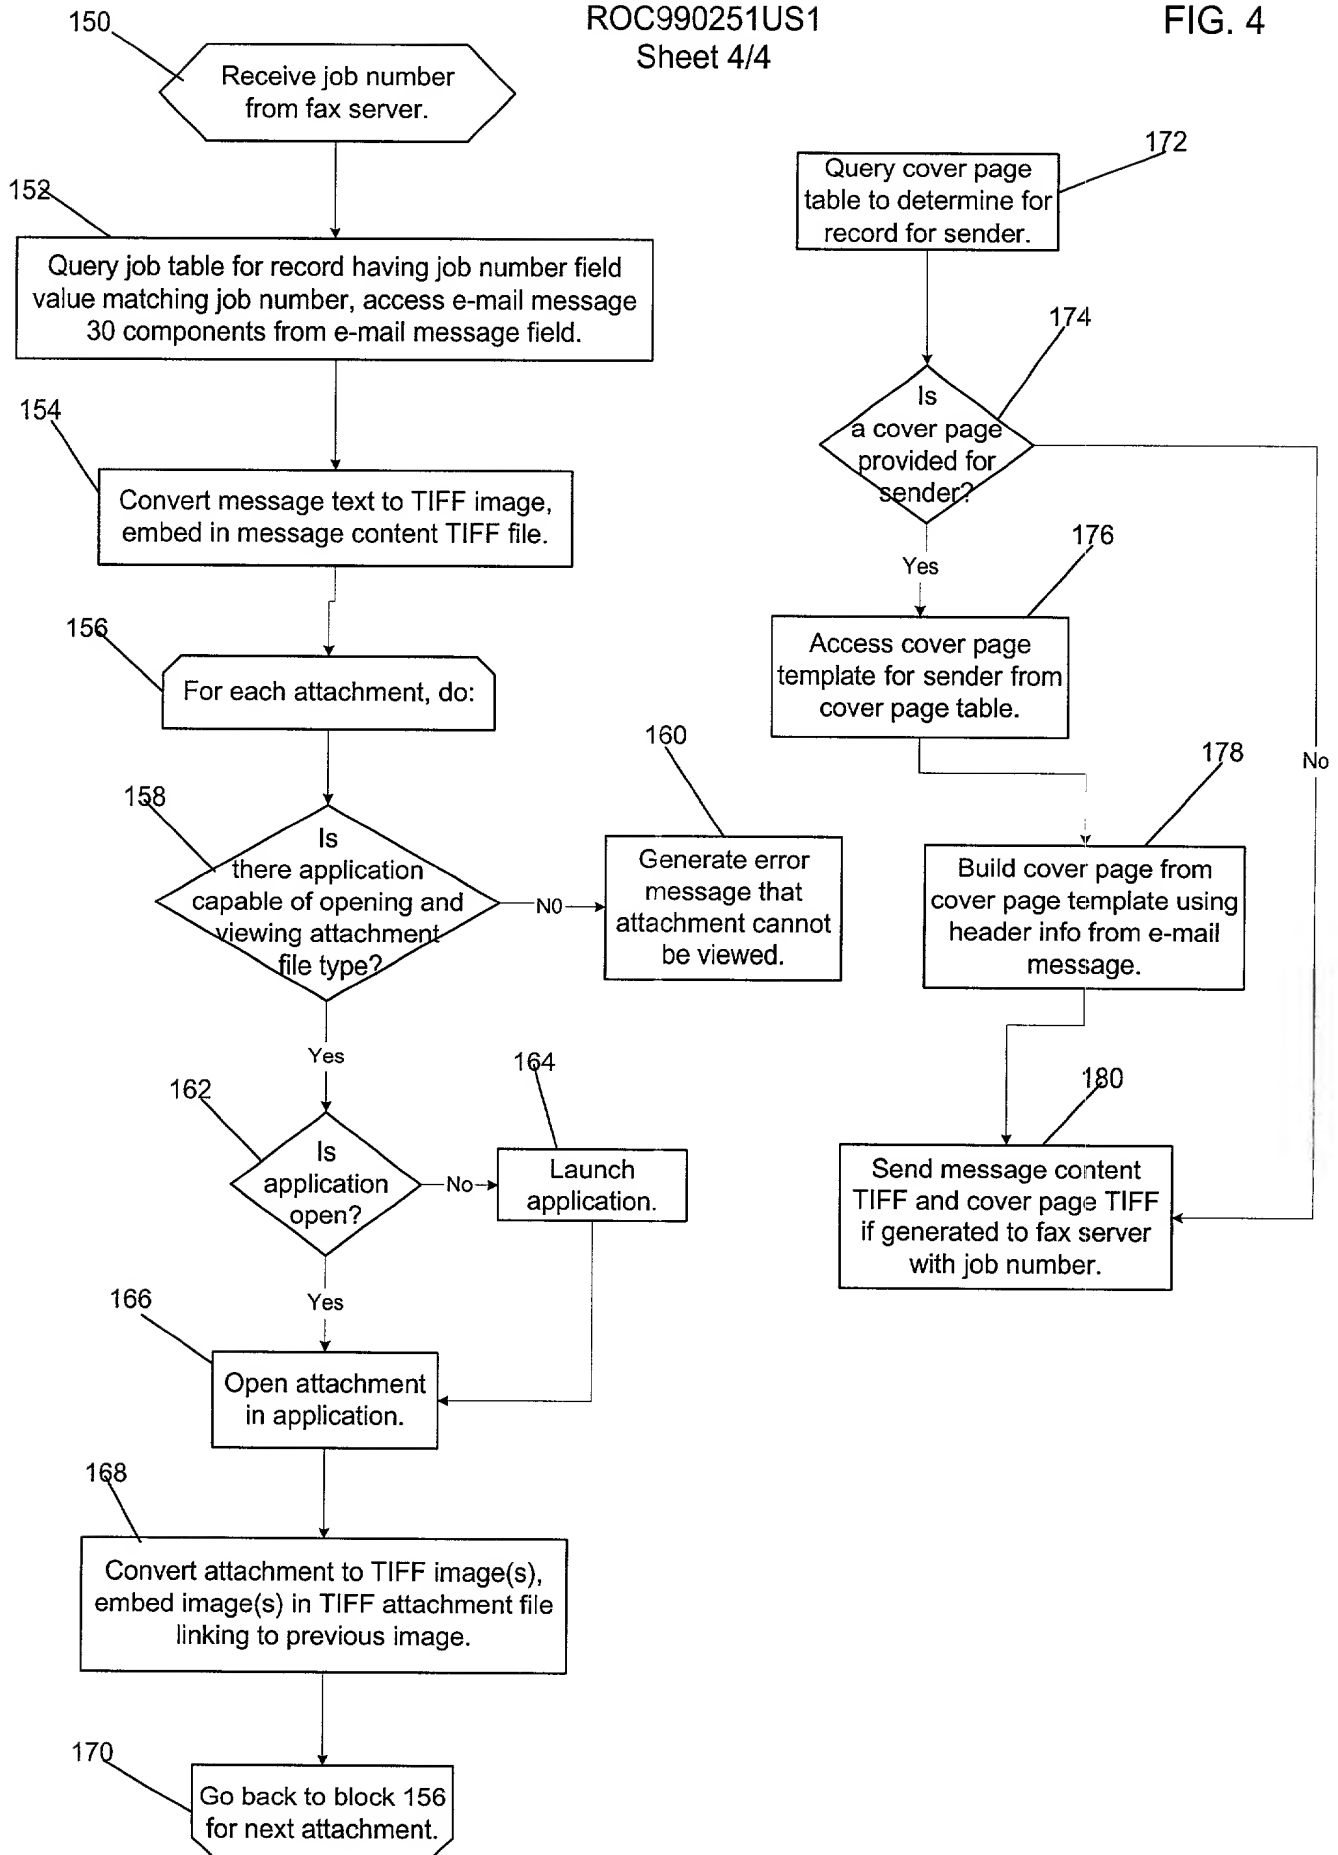 ROC990251US1
Sheet 4/4
FIG. 4
150
Receive job number
from fax server.
152
Query job table for record having job number field
value matching job number, access e-mail message
30 components from e-mail message field.
154
Convert message text to TIFF image,
embed in message content TIFF file.
156
For each attachment, do:
158
Is
there application
capable of opening and
viewing attachment
file type?
N0
160
Generate error
message that
attachment cannot
be viewed.
Yes
162
Is
application
open?
No
164
Launch
application.
Yes
166
Open attachment
in application.
168
Convert attachment to TIFF image(s),
embed image(s) in TIFF attachment file
linking to previous image.
170
Go back to block 156
for next attachment.
172
Query cover page
table to determine for
record for sender.
174
Is
a cover page
provided for
sender?
Yes
No
176
Access cover page
template for sender from
cover page table.
178
Build cover page from
cover page template using
header info from e-mail
message.
180
Send message content
TIFF and cover page TIFF
if generated to fax server
with job number.